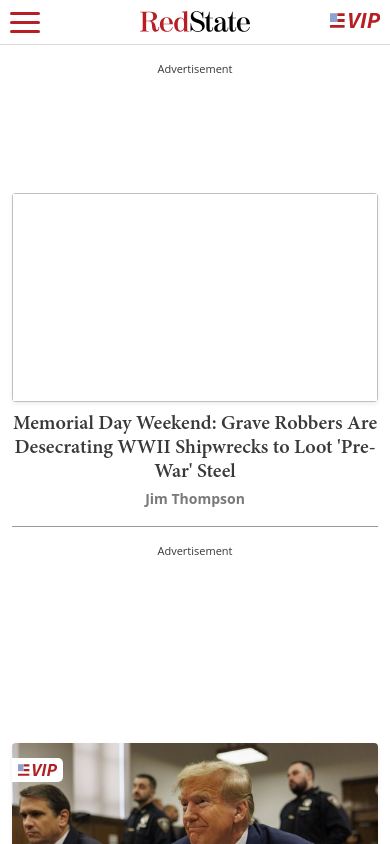 RedState
VIP
Advertisement
Memorial Day Weekend: Grave Robbers Are
Desecrating WWII Shipwrecks to Loot 'Pre-
War' Steel
Jim Thompson
Advertisement
VIP